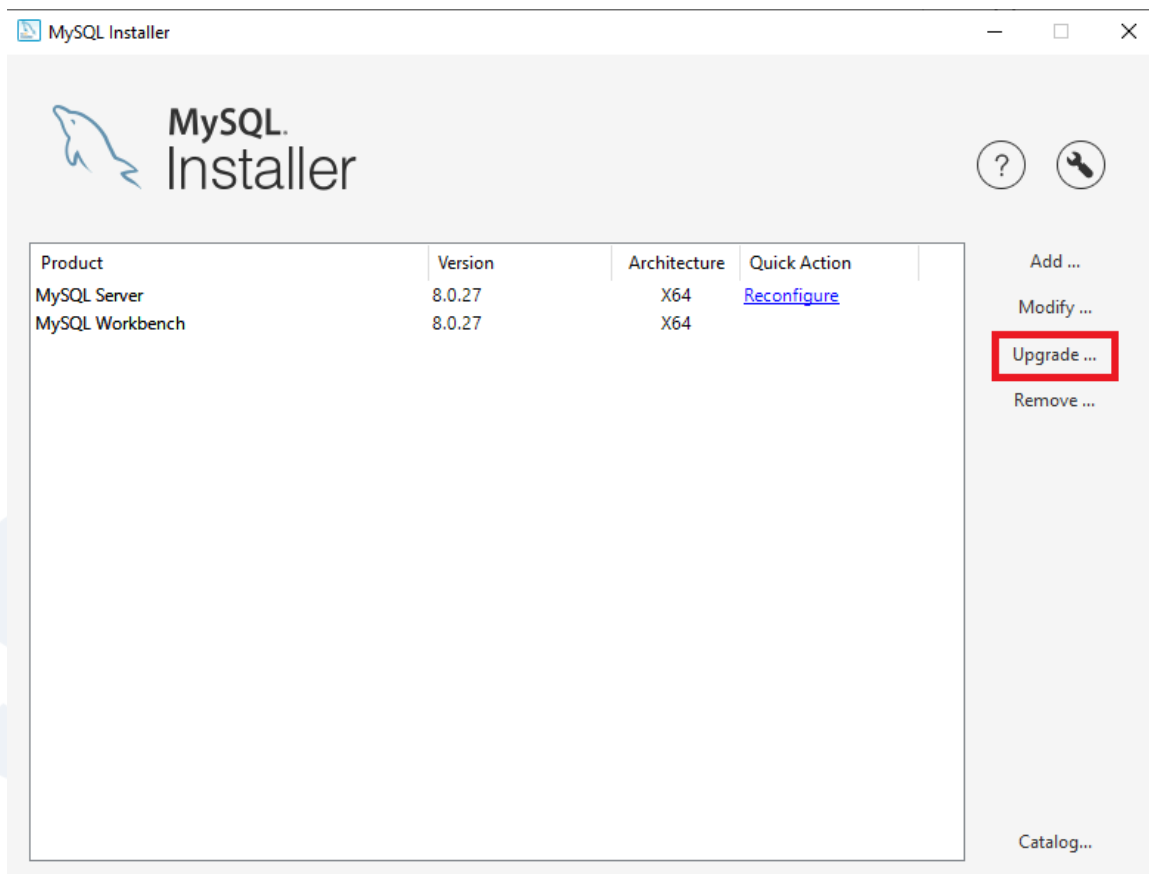 MySQL Installer
MySQL.
Installer
?
Product Version Architecture Quick Action
MySQL Server 8.0.27 X64 Reconfigure
MySQL Workbench 8.0.27 X64
Add ...
Modify ...
Upgrade ...
Remove ...
Catalog...